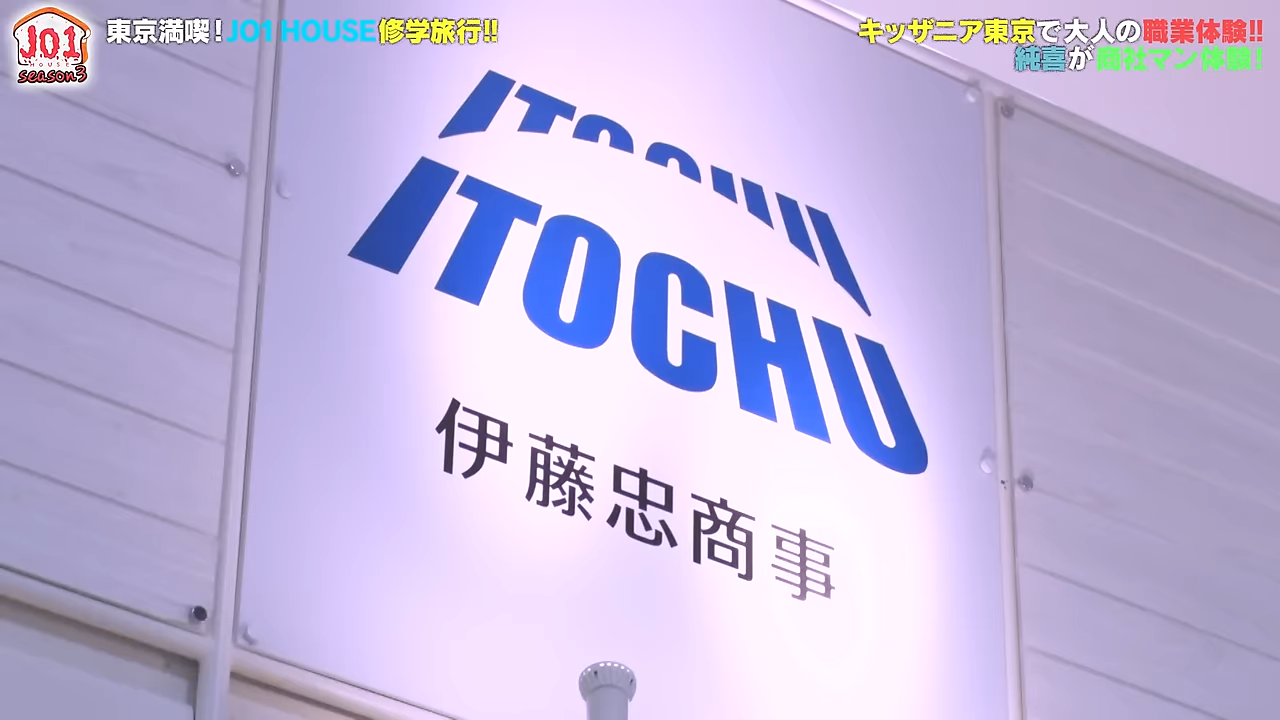 JO1
HOUSE
season3
東京満喫!JO1 HOUSE修学旅行!!
キッザニア東京で大人の職業体験!!
純喜が商社マン体験!
ITOCHU
伊藤忠商事